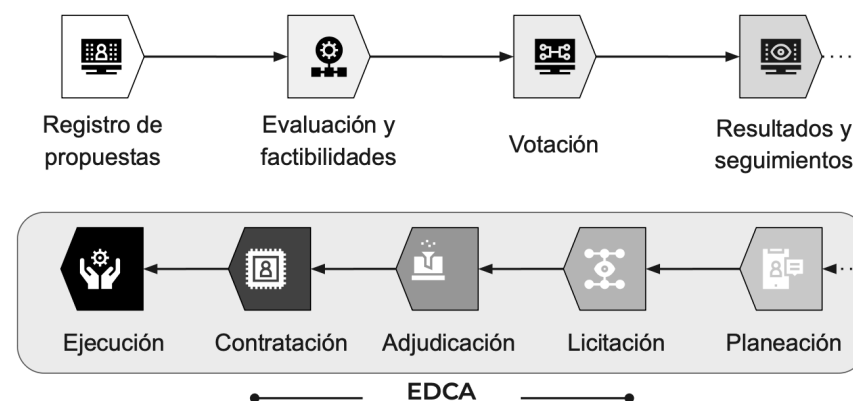 Registro de
propuestas
Evaluación y
factibilidades
Votación
Resultados y
seguimientos
Ejecución
Contratación
Adjudicación
Licitación
Planeación
EDCA